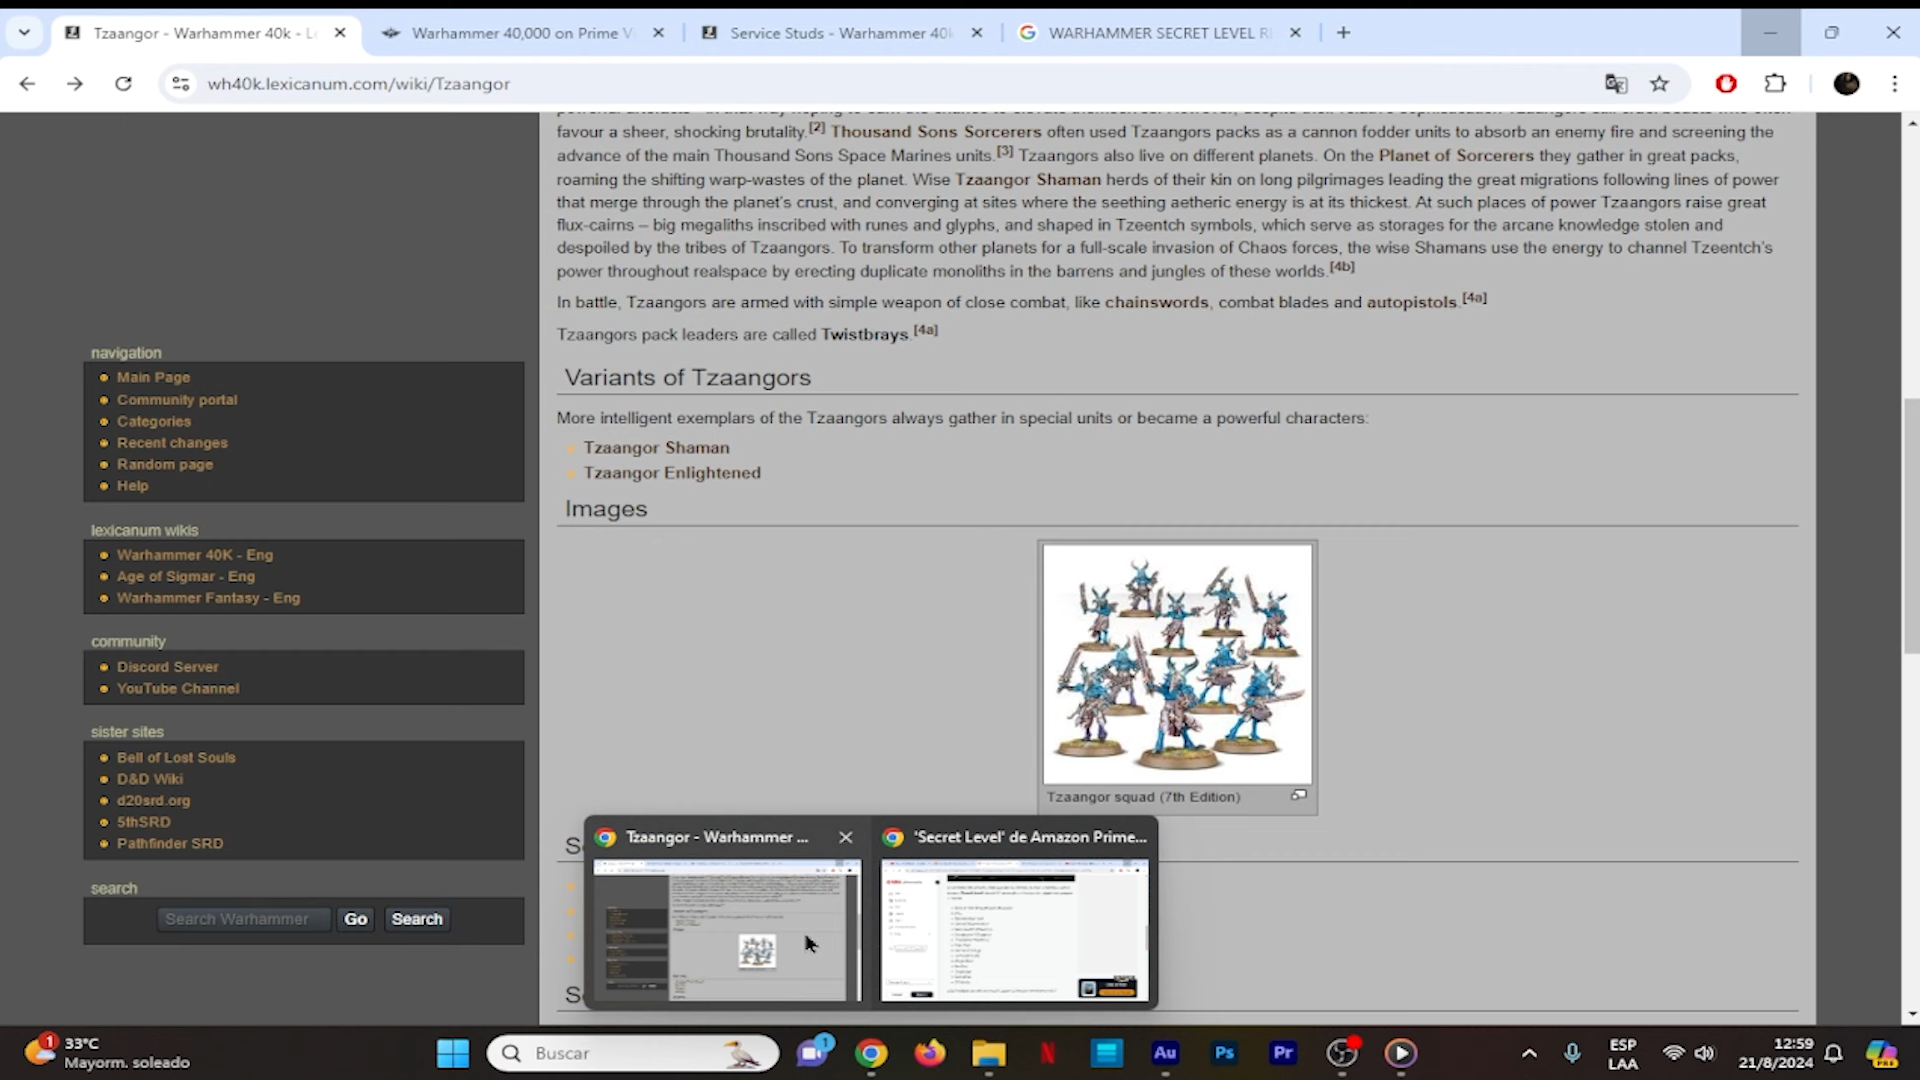 Tzaangor - Warhammer 40k - L
Warhammer 40,000 on Prime V
Service Studs - Warhammer 40k
WARHAMMER SECRET LEVEL R
wh40k.lexicanum.com/wiki/Tzaangor
favour a sheer, shocking brutality.[2] Thousand Sons Sorcerers often used Tzaangors packs as a cannon fodder units to absorb an enemy fire and screening the
advance of the main Thousand Sons Space Marines units.[3] Tzaangors also live on different planets. On the Planet of Sorcerers they gather in great packs,
roaming the shifting warp-wastes of the planet. Wise Tzaangor Shaman herds of their kin on long pilgrimages leading the great migrations following lines of power
that merge through the planet's crust, and converging at sites where the seething aetheric energy is at its thickest. At such places of power Tzaangors raise great
flux-cairns – big megaliths inscribed with runes and glyphs, and shaped in Tzeentch symbols, which serve as storages for the arcane knowledge stolen and
despoiled by the tribes of Tzaangors. To transform other planets for a full-scale invasion of Chaos forces, the wise Shamans use the energy to channel Tzeentch's
power throughout realspace by erecting duplicate monoliths in the barrens and jungles of these worlds.[4b]
In battle, Tzaangors are armed with simple weapon of close combat, like chainswords, combat blades and autopistols.[4a]
Tzaangors pack leaders are called Twistbrays.[4a]
Variants of Tzaangors
More intelligent exemplars of the Tzaangors always gather in special units or became a powerful characters:
Tzaangor Shaman
Tzaangor Enlightened
Images
Tzaangor squad (7th Edition)
navigation
Main Page
Community portal
Categories
Recent changes
Random page
Help
lexicanum wikis
Warhammer 40K - Eng
Age of Sigmar - Eng
Warhammer Fantasy - Eng
community
Discord Server
YouTube Channel
sister sites
Bell of Lost Souls
D&D Wiki
d20srd.org
5thSRD
Pathfinder SRD
search
Search Warhammer
Go
Search
Tzaangor - Warhammer ...
'Secret Level' de Amazon Prime...
1
33°C
Mayorm. soleado
Buscar
1
N
Au
Ps
Pr
ESP
LAA
12:59
21/8/2024
PRE